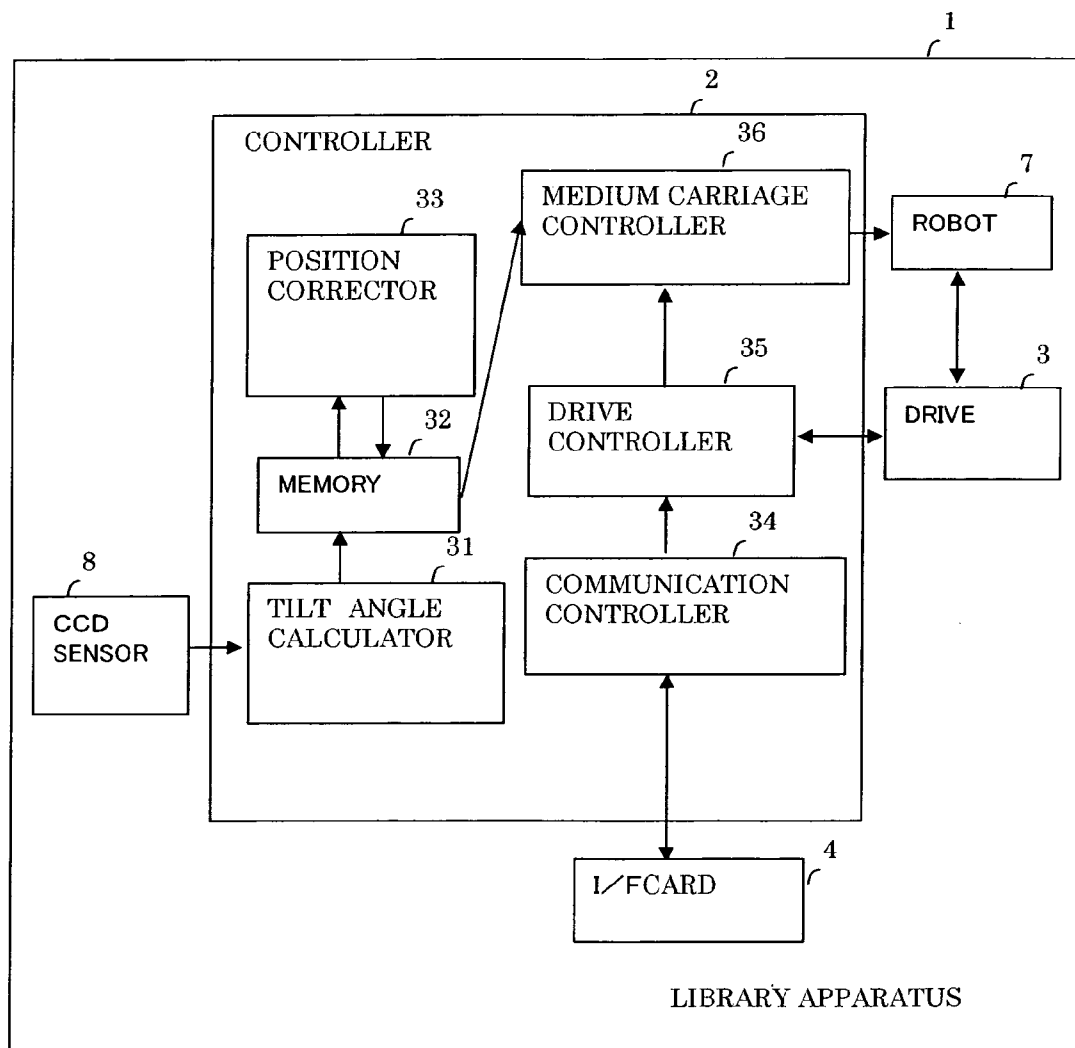 1
2
CONTROLLER
36
MEDIUM CARRIAGE
CONTROLLER
7
ROBOT
33
POSITION
CORRECTOR
35
DRIVE
CONTROLLER
3
DRIVE
32
MEMORY
34
COMMUNICATION
CONTROLLER
31
TILT ANGLE
CALCULATOR
8
CCD
SENSOR
4
I/FCARD
LIBRARY APPARATUS